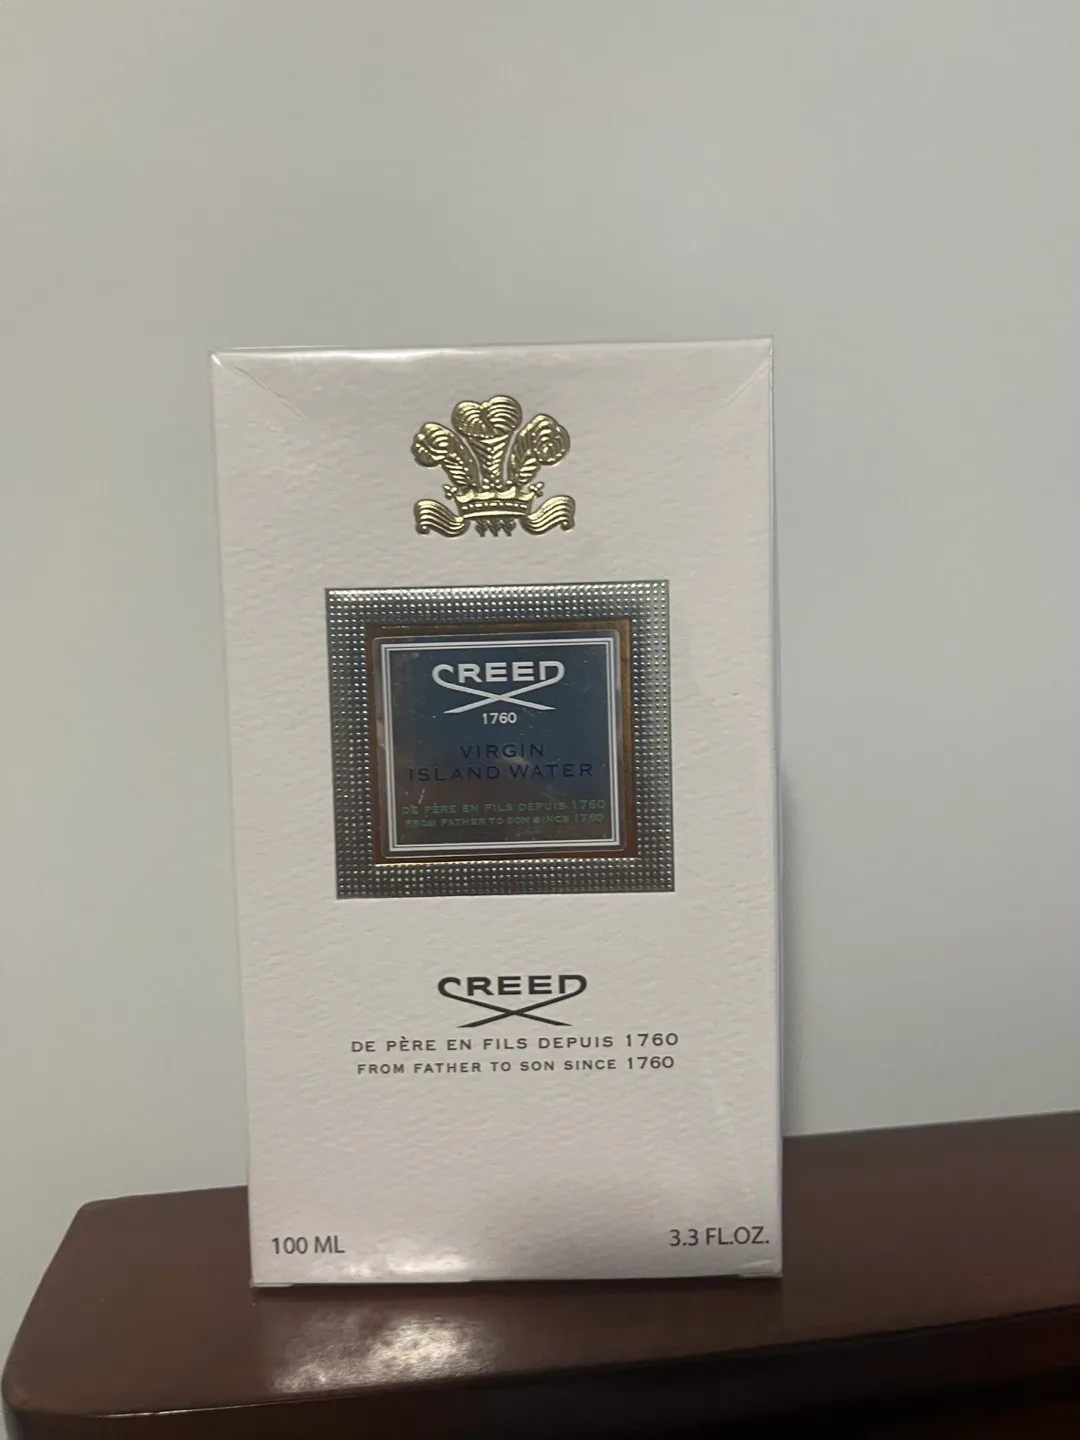 CREED
1760
VIRGIN
ISLAND WATER
DE PÈRE EN FILS DEPUIS 1760
FROM FATHER TO SON SINCE 1760
CREED
DE PÈRE EN FILS DEPUIS 1760
FROM FATHER TO SON SINCE 1760
100 ML
3.3 FL.OZ.